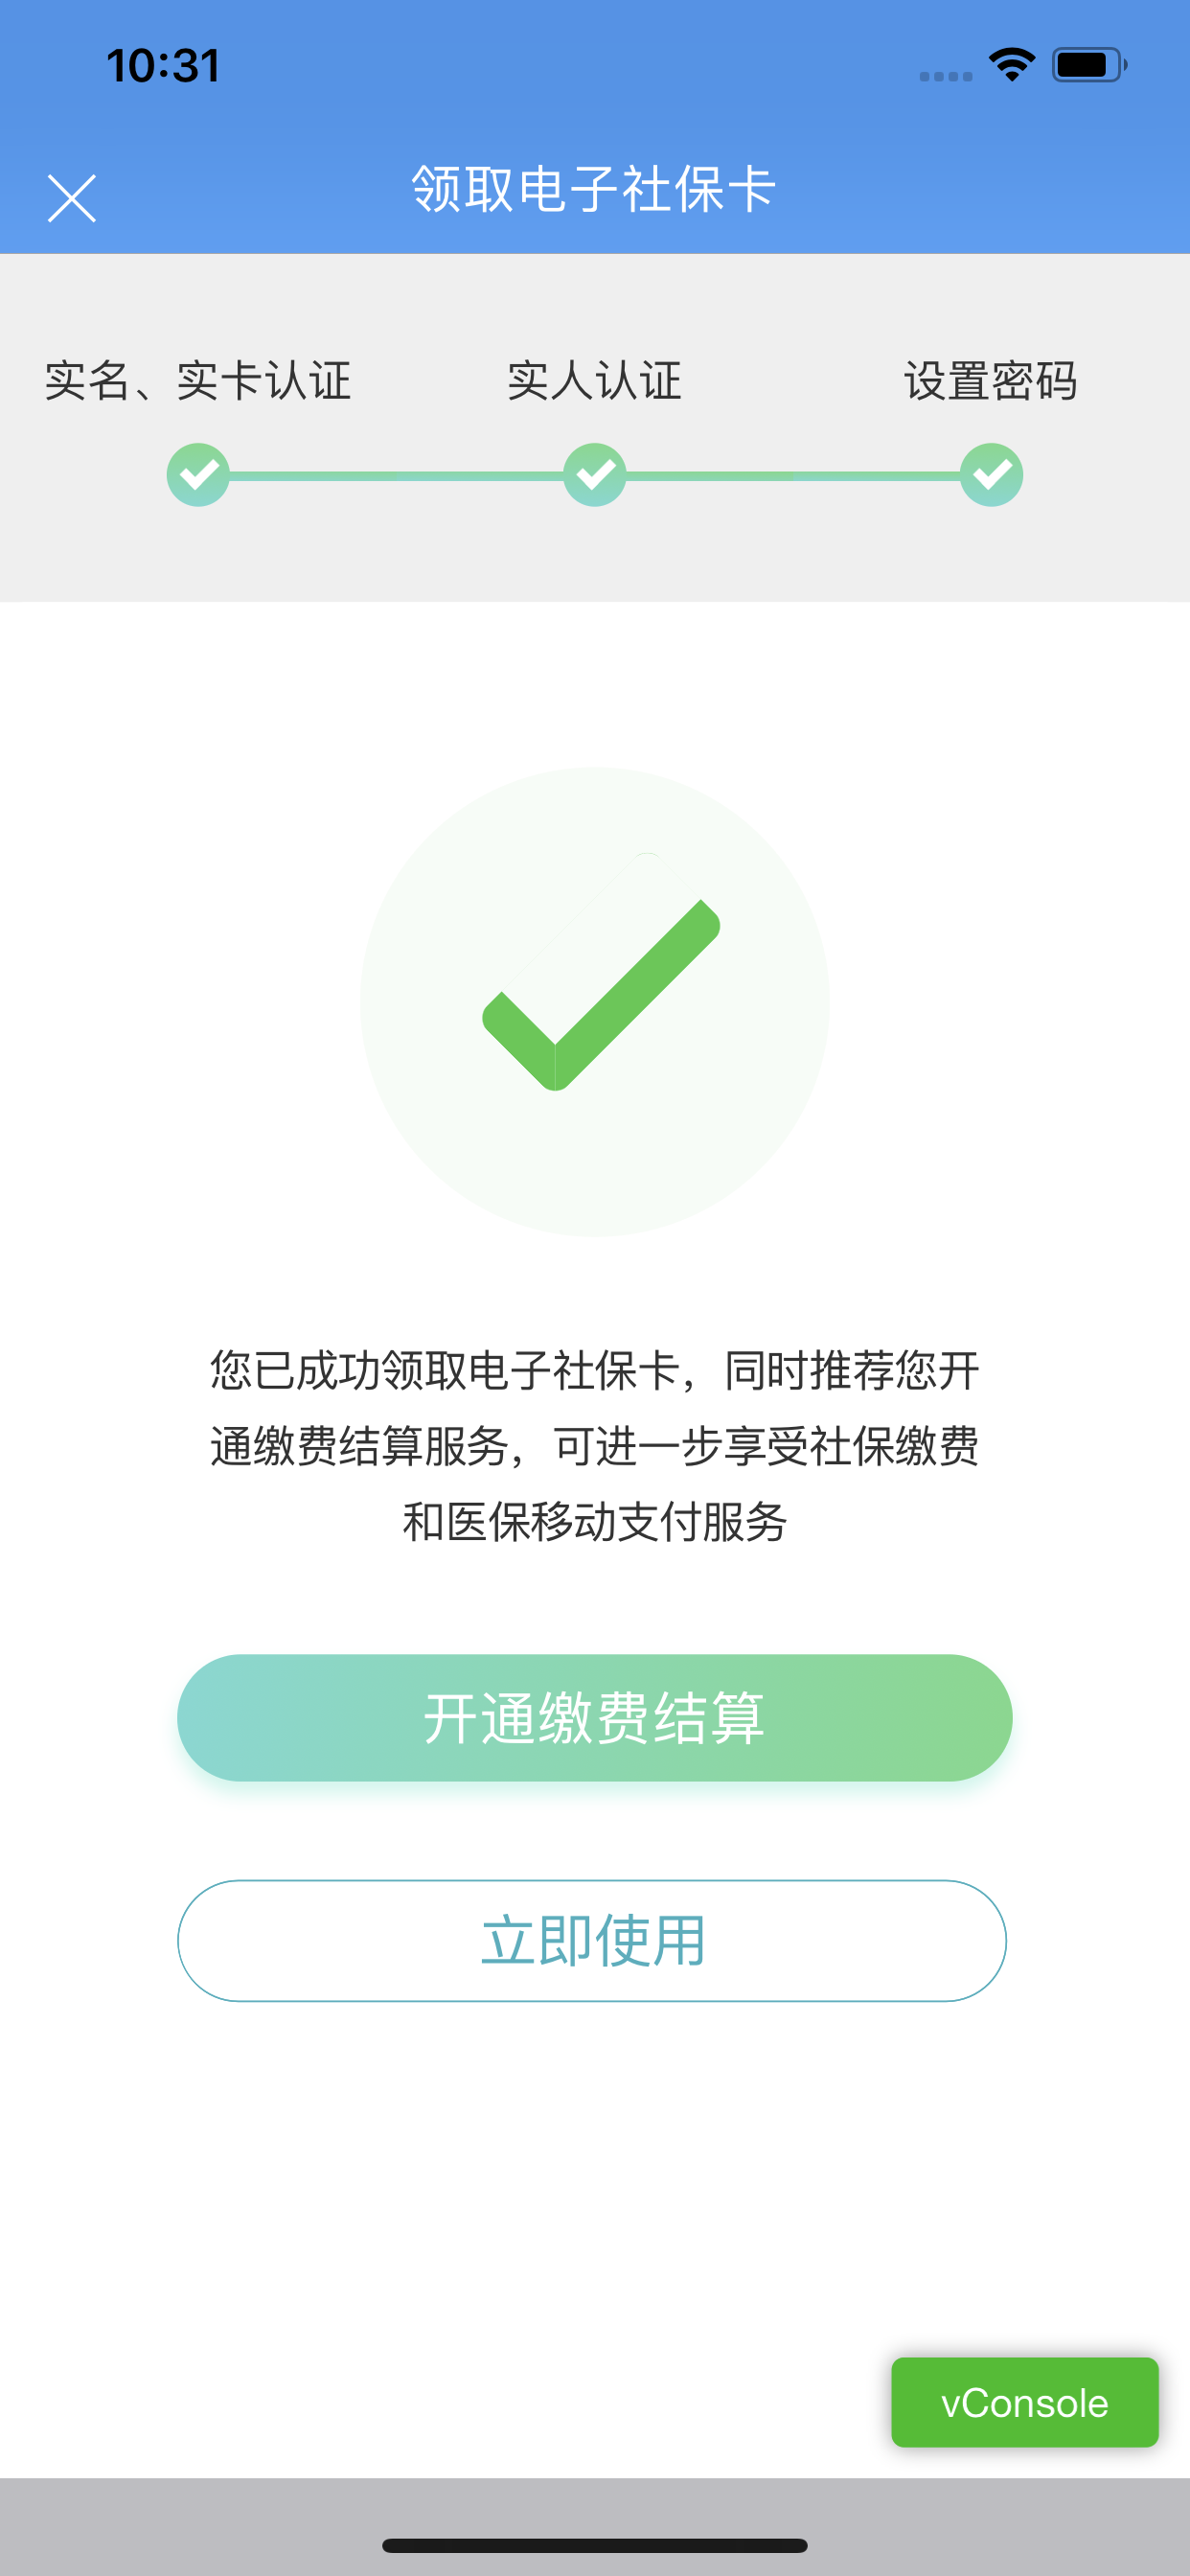 10:31
领取电子社保卡
实名、实卡认证
实人认证
设置密码
您已成功领取电子社保卡，同时推荐您开
通缴费结算服务，可进一步享受社保缴费
和医保移动支付服务
开通缴费结算
立即使用
vConsole